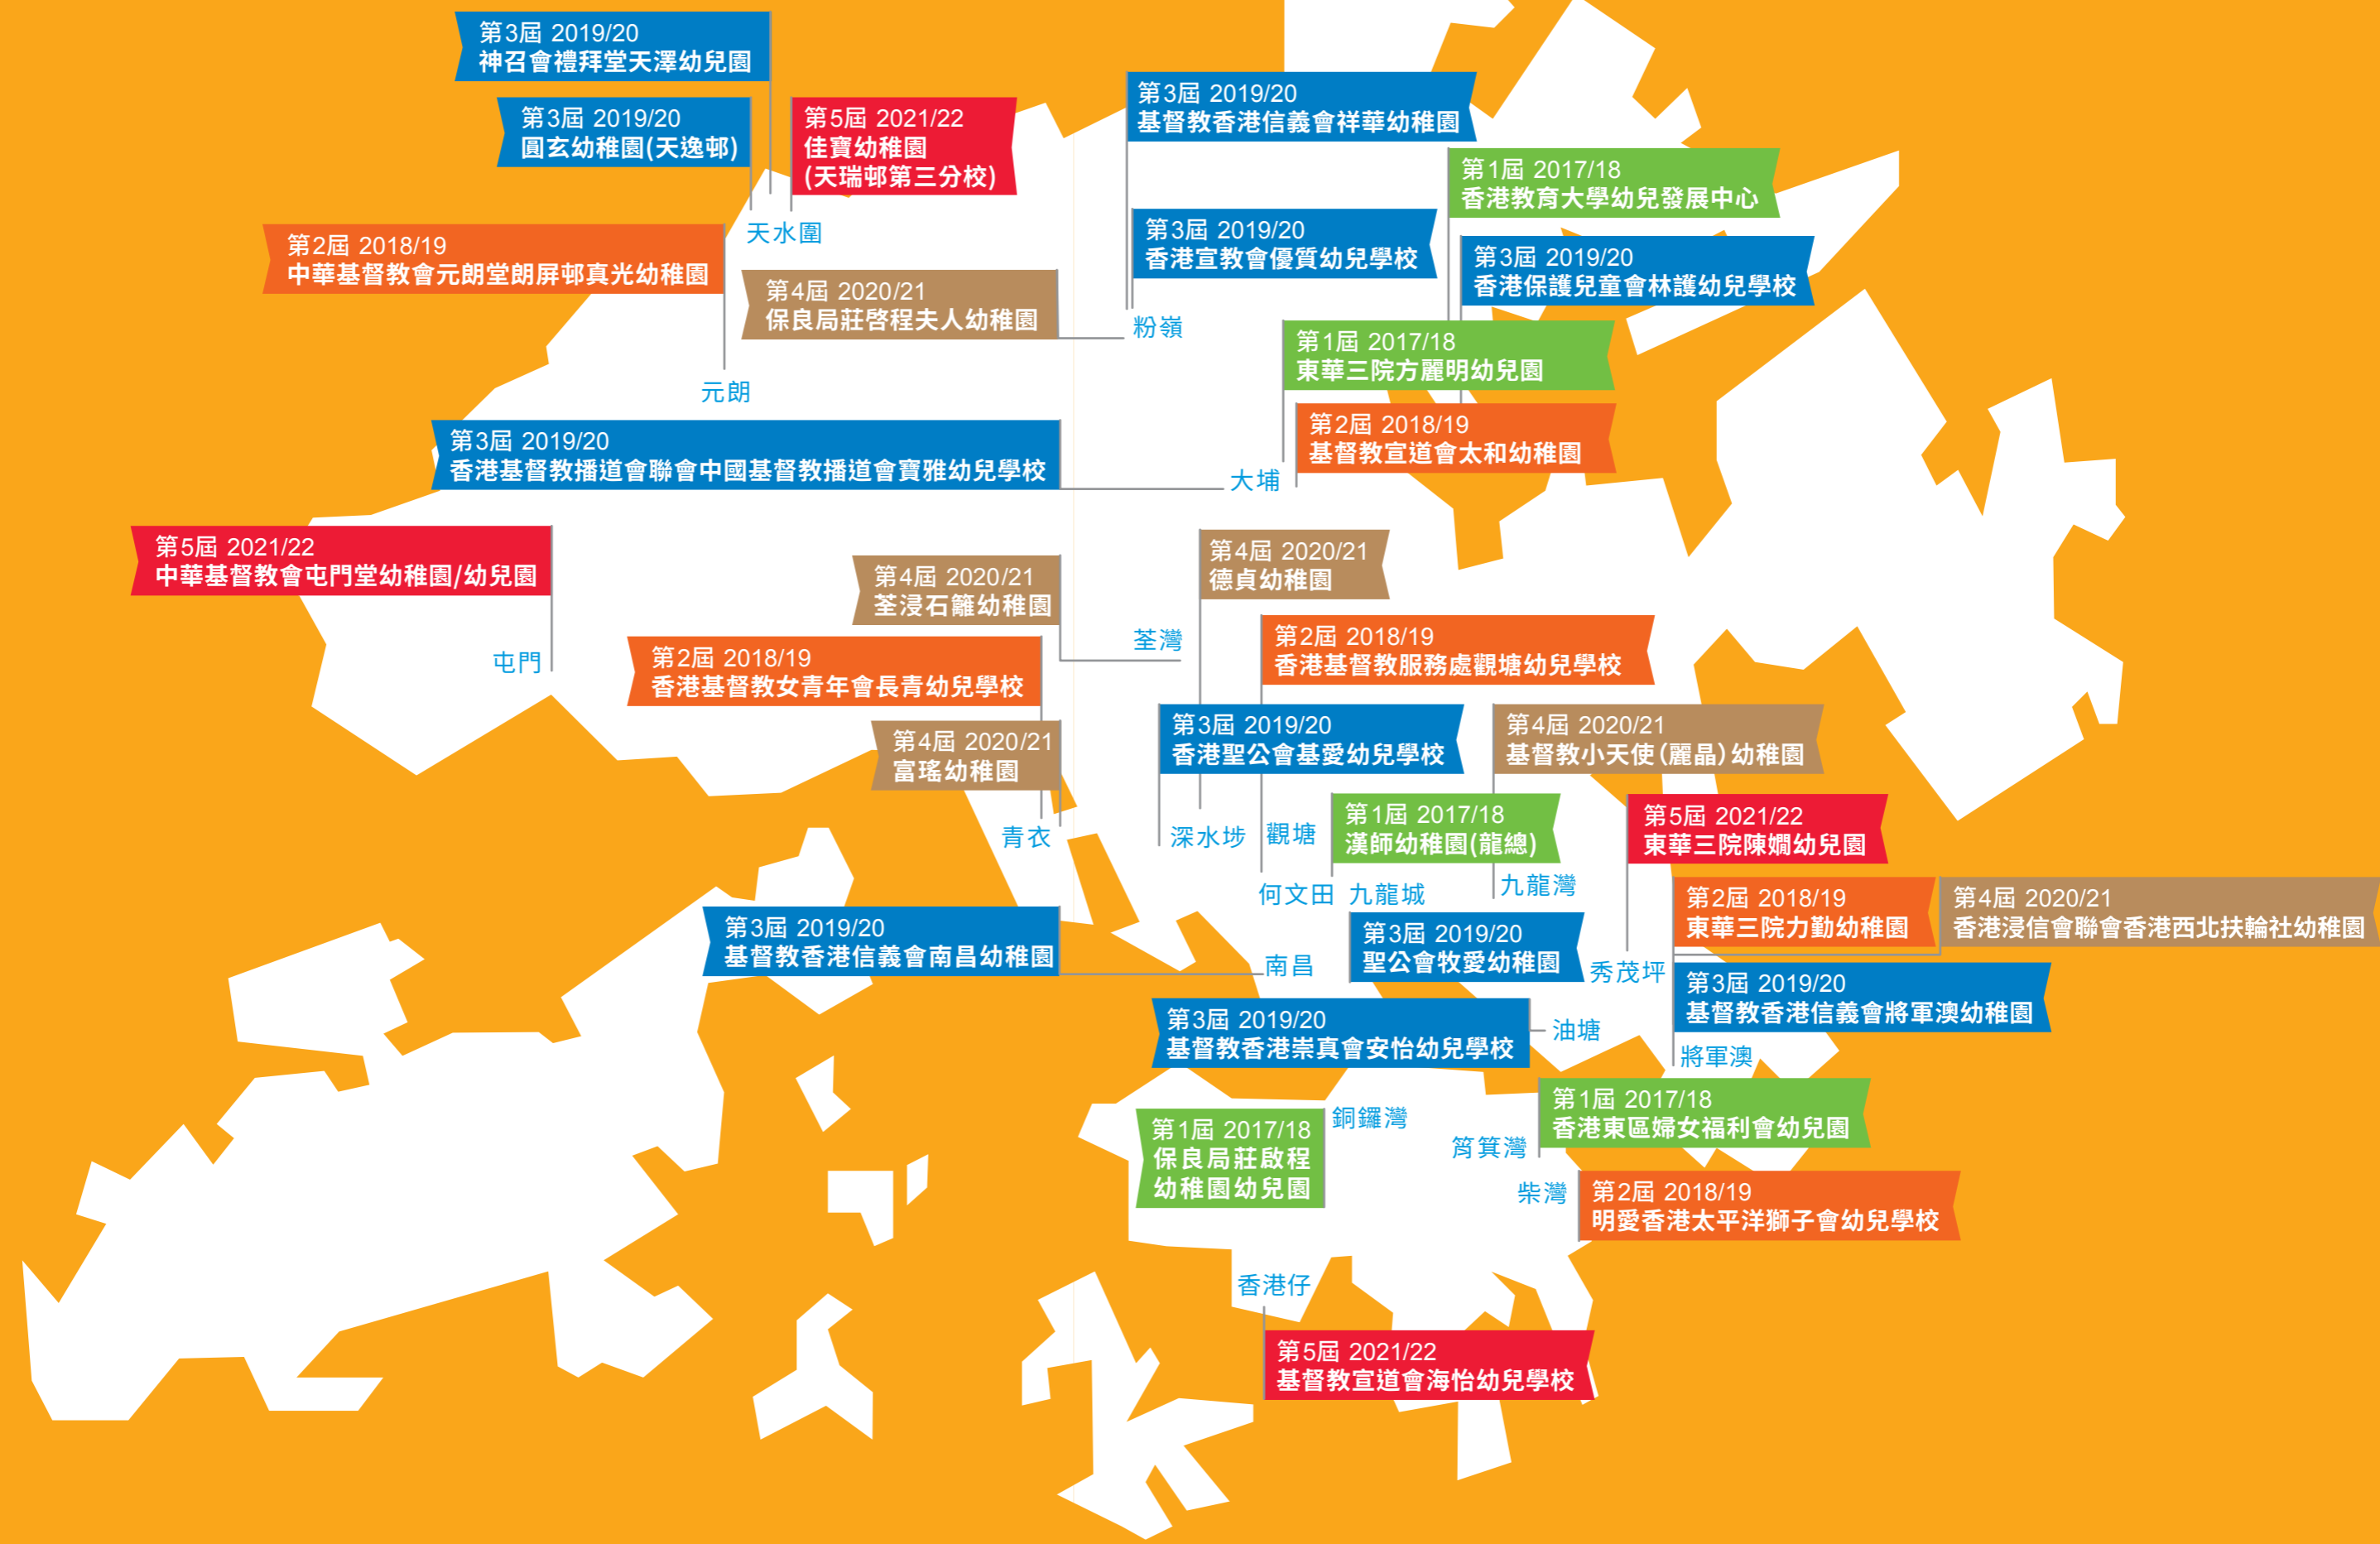 第3屆 2019/20
神召會禮拜堂天澤幼兒園
第3屆 2019/20
圓玄幼稚園(天逸邨)
第5屆 2021/22
佳寶幼稚園
(天瑞邨第三分校)
天水圍
第3屆 2019/20
基督教香港信義會祥華幼稚園
第1屆 2017/18
香港教育大學幼兒發展中心
第2屆 2018/19
中華基督教會元朗堂朗屏邨真光幼稚園
元朗
第3屆 2019/20
香港宣教會優質幼兒學校
第3屆 2019/20
香港保護兒童會林護幼兒學校
第4屆 2020/21
保良局莊啓程夫人幼稚園
粉嶺
第1屆 2017/18
東華三院方麗明幼兒園
第2屆 2018/19
基督教宣道會太和幼稚園
第3屆 2019/20
香港基督教播道會聯會中國基督教播道會寶雅幼兒學校
大埔
第5屆 2021/22
中華基督教會屯門堂幼稚園/幼兒園
屯門
第4屆 2020/21
荃浸石籬幼稚園
荃灣
第4屆 2020/21
德貞幼稚園
第2屆 2018/19
香港基督教服務處觀塘幼兒學校
第2屆 2018/19
香港基督教女青年會長青幼兒學校
第4屆 2020/21
富瑤幼稚園
青衣
第3屆 2019/20
香港聖公會基愛幼兒學校
深水埗
觀塘
第4屆 2020/21
基督教小天使(麗晶)幼稚園
第1屆 2017/18
漢師幼稚園(龍總)
何文田
九龍城
九龍灣
第5屆 2021/22
東華三院陳嫺幼兒園
第2屆 2018/19
東華三院力勤幼稚園
第4屆 2020/21
香港浸信會聯會香港西北扶輪社幼稚園
第3屆 2019/20
基督教香港信義會南昌幼稚園
南昌
第3屆 2019/20
聖公會牧愛幼稚園
秀茂坪
第3屆 2019/20
基督教香港信義會將軍澳幼稚園
第3屆 2019/20
基督教香港崇真會安怡幼兒學校
油塘
將軍澳
第1屆 2017/18
保良局莊啟程
幼稚園幼兒園
銅鑼灣
筲箕灣
第1屆 2017/18
香港東區婦女福利會幼兒園
柴灣
第2屆 2018/19
明愛香港太平洋獅子會幼兒學校
香港仔
第5屆 2021/22
基督教宣道會海怡幼兒學校